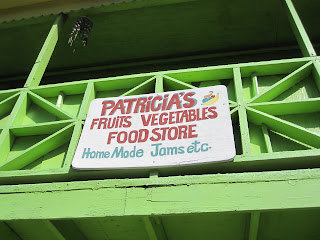 PATRICIA'S
FRUITS VEGETABLES
FOOD STORE
Home Made Jams etc.